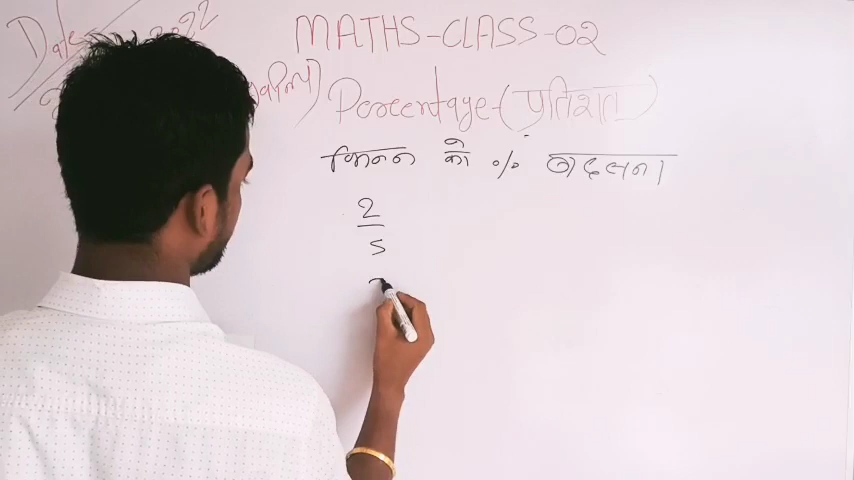 Date
MATHS-CLASS-02
Percentage-(प्रतिशत)
भिन्न को % बदलना
2
5